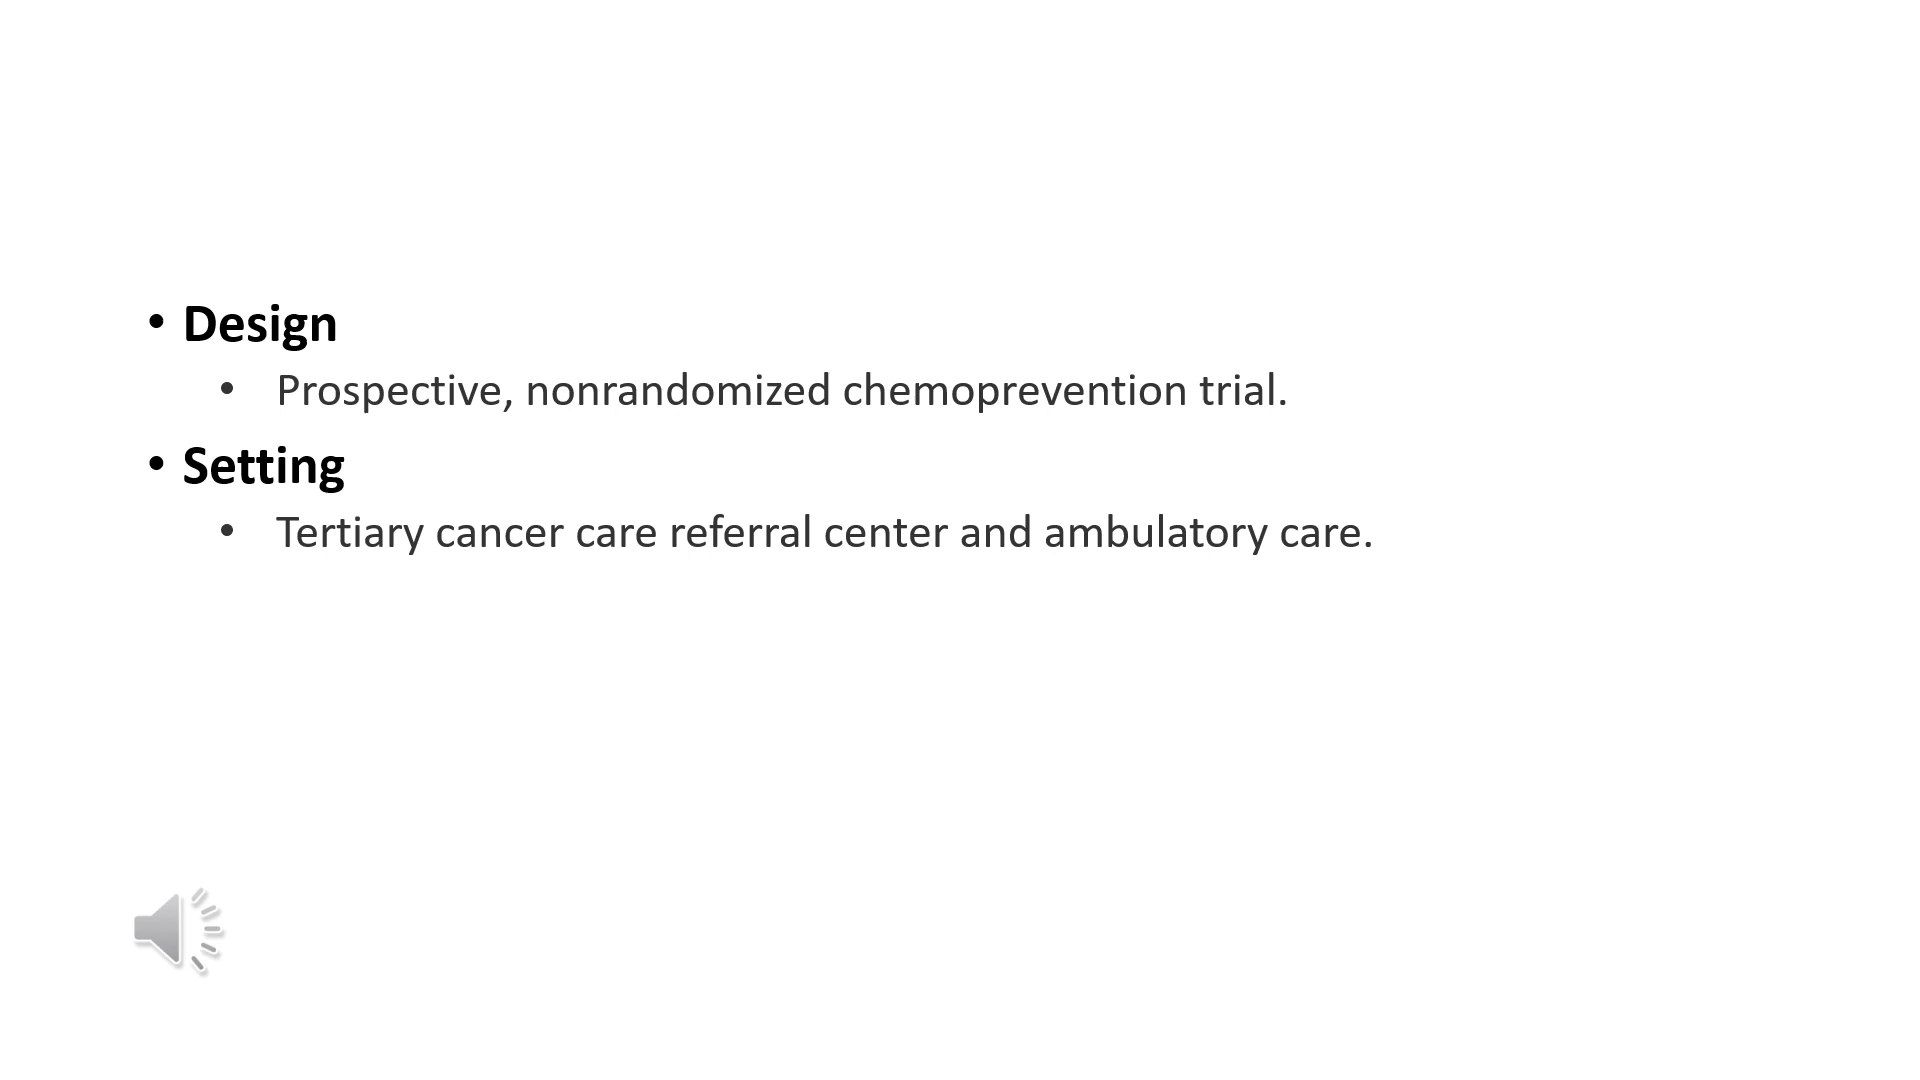 • Design
• Prospective, nonrandomized chemoprevention trial.
• Setting
• Tertiary cancer care referral center and ambulatory care.